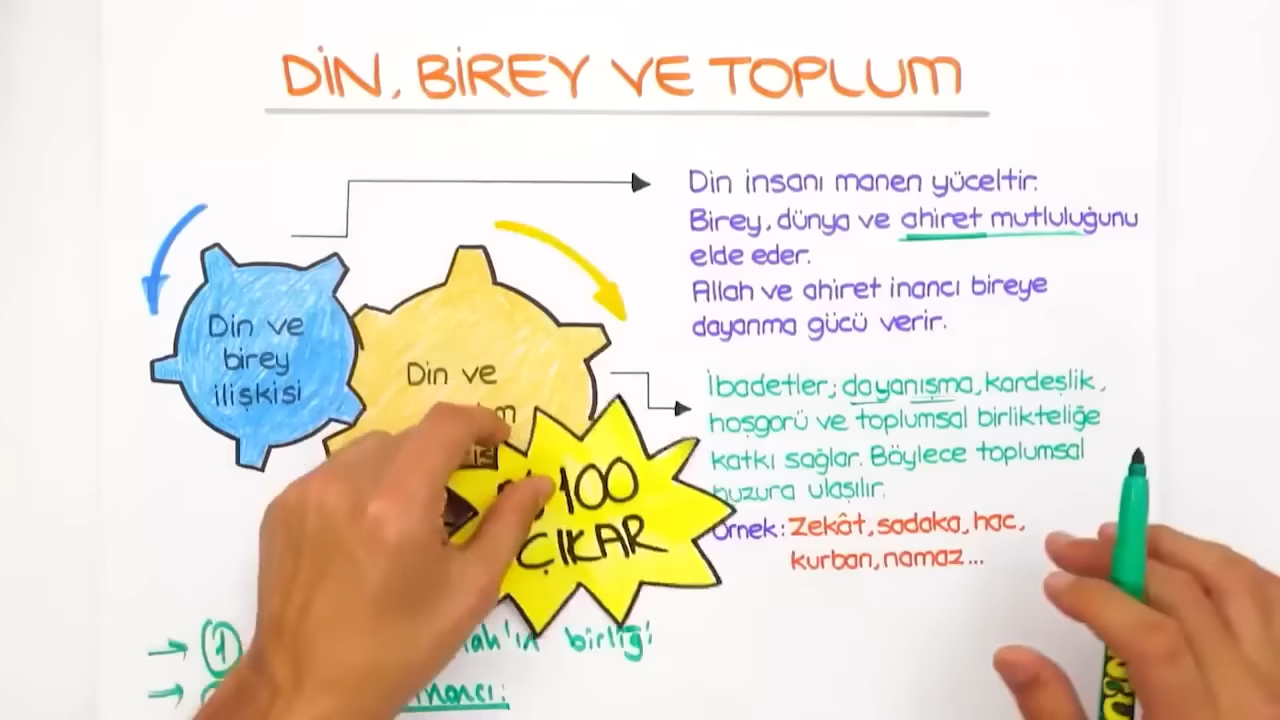 DİN, BİREY VE TOPLUM
Din insanı manen yüceltir.
Birey, dünya ve ahiret mutluluğunu
elde eder.
Allah ve ahiret inancı bireye
dayanma gücü verir.
Din ve
birey
ilişkisi
Din ve
İbadetler; dayanışma, kardeşlik,
hoşgörü ve toplumsal birlikteliğe
katkı sağlar. Böylece toplumsal
huzura ulaşılır.
Örnek: Zekât, sadaka, hac,
kurban, namaz...
100
ÇIKAR
→ 1
birliği
→